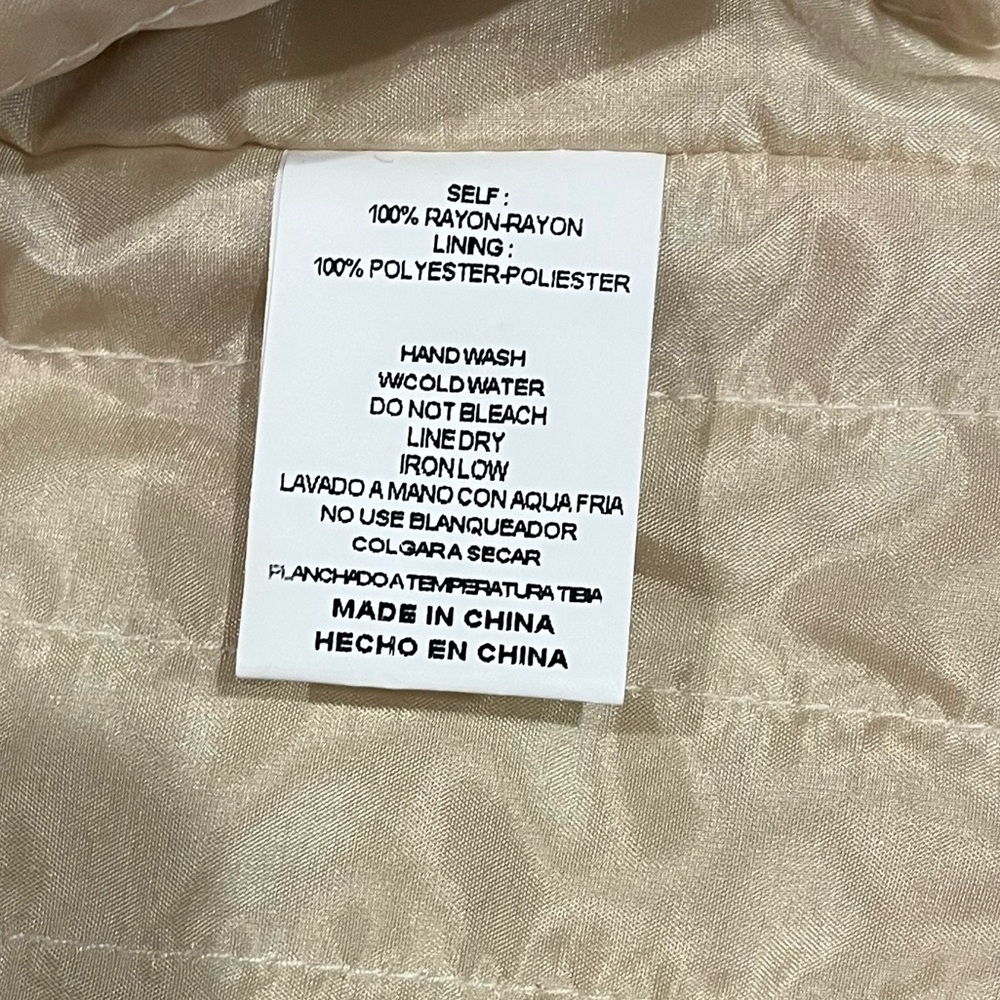 SELF :
100% RAYON-RAYON
LINING :
100% POLYESTER-POLIESTER
HAND WASH
W/COLD WATER
DO NOT BLEACH
LINE DRY
IRON LOW
LAVADO A MANO CON AQUA FRIA
NO USE BLANQUEADOR
COLGAR A SECAR
PLANCHADO A TEMPERATURA TIBIA
MADE IN CHINA
HECHO EN CHINA